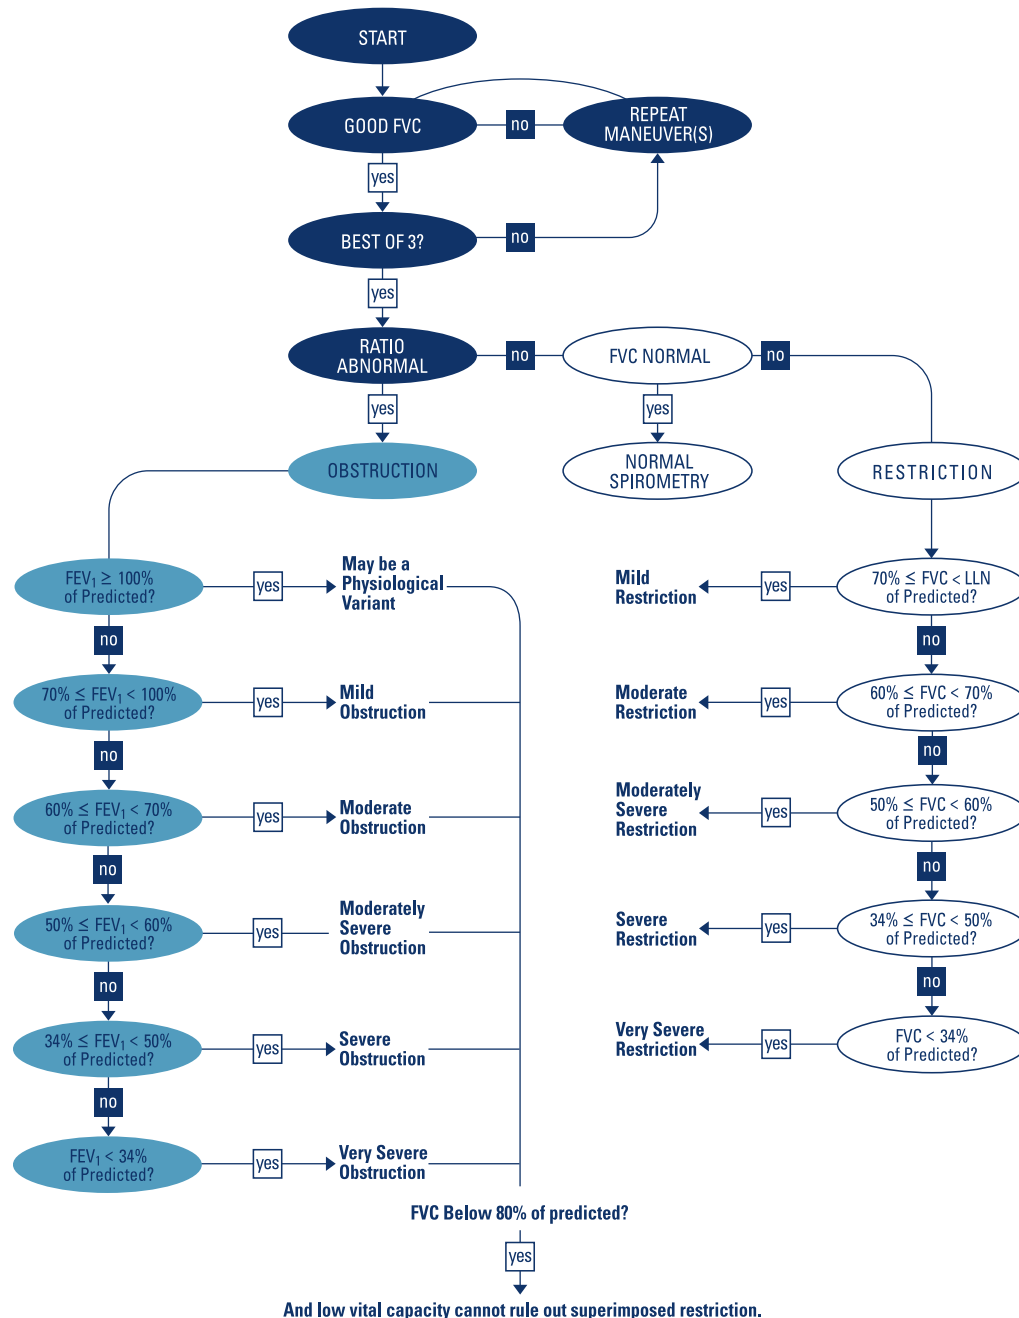 START
GOOD FVC
no
REPEAT
MANEUVER(S)
yes
BEST OF 3?
no
yes
RATIO
ABNORMAL
no
FVC NORMAL
no
yes
yes
OBSTRUCTION
NORMAL
SPIROMETRY
RESTRICTION
FEV₁ ≥ 100%
of Predicted?
yes
May be a
Physiological
Variant
Mild
Restriction
yes
70% ≤ FVC < LLN
of Predicted?
no
no
70% ≤ FEV₁ < 100%
of Predicted?
yes
Mild
Obstruction
Moderate
Restriction
yes
60% ≤ FVC < 70%
of Predicted?
no
no
60% ≤ FEV₁ < 70%
of Predicted?
yes
Moderate
Obstruction
Moderately
Severe
Restriction
yes
50% ≤ FVC < 60%
of Predicted?
no
no
50% ≤ FEV₁ < 60%
of Predicted?
yes
Moderately
Severe
Obstruction
Severe
Restriction
yes
34% ≤ FVC < 50%
of Predicted?
no
no
34% ≤ FEV₁ < 50%
of Predicted?
yes
Severe
Obstruction
Very Severe
Restriction
yes
FVC < 34%
of Predicted?
no
FEV₁ < 34%
of Predicted?
yes
Very Severe
Obstruction
FVC Below 80% of predicted?
yes
And low vital capacity cannot rule out superimposed restriction.